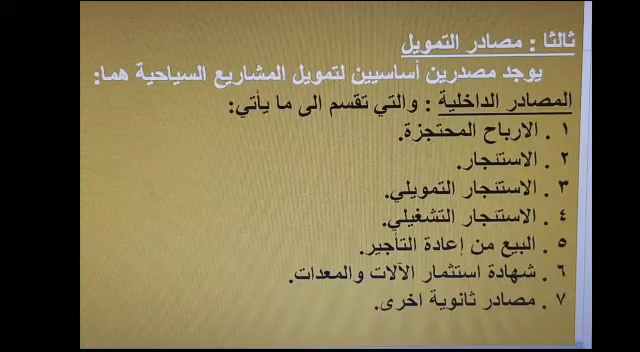 ثالثا : مصادر التمويل
يوجد مصدرين أساسيين لتمويل المشاريع السياحية هما:
المصادر الداخلية : والتي تقسم الى ما يأتي:
١ . الارباح المحتجزة.
٢ . الاستئجار.
٣ . الاستئجار التمويلي.
٤ . الاستئجار التشغيلي.
٥ . البيع من إعادة التأجير.
٦ . شهادة استثمار الآلات والمعدات.
٧ . مصادر ثانوية اخرى.